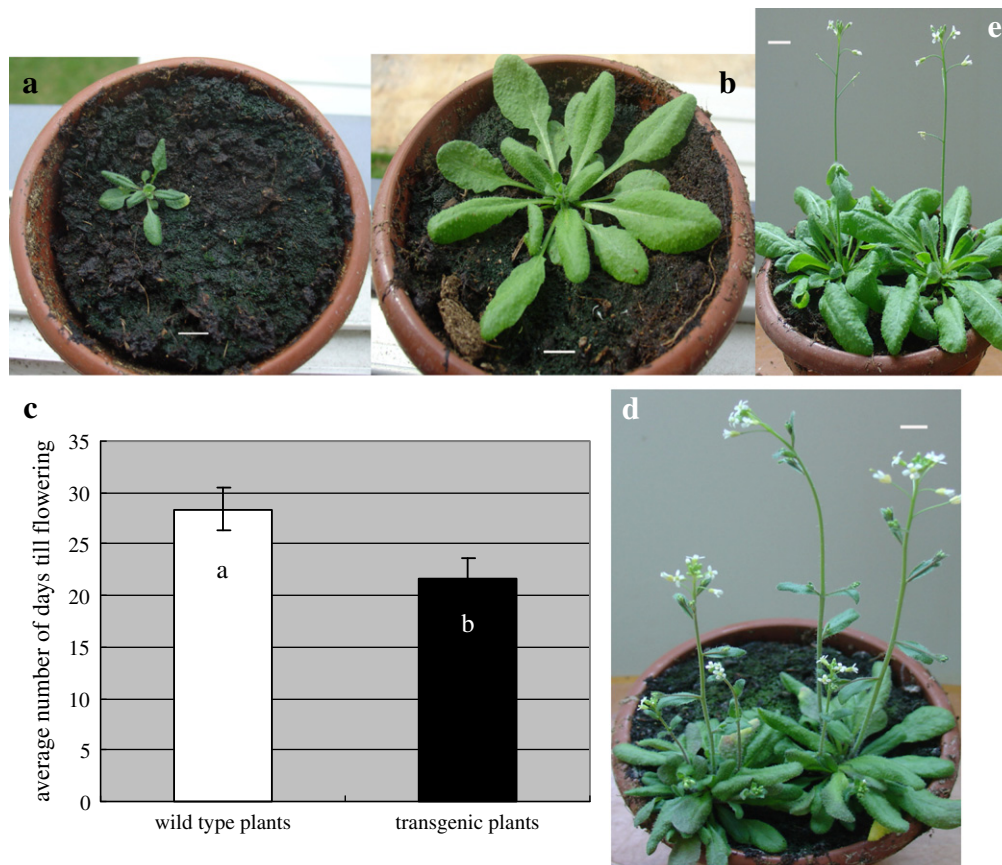 a
b
e
c
d
average number of days till flowering
35
30
25
20
15
10
5
0
a
b
wild type plants
transgenic plants